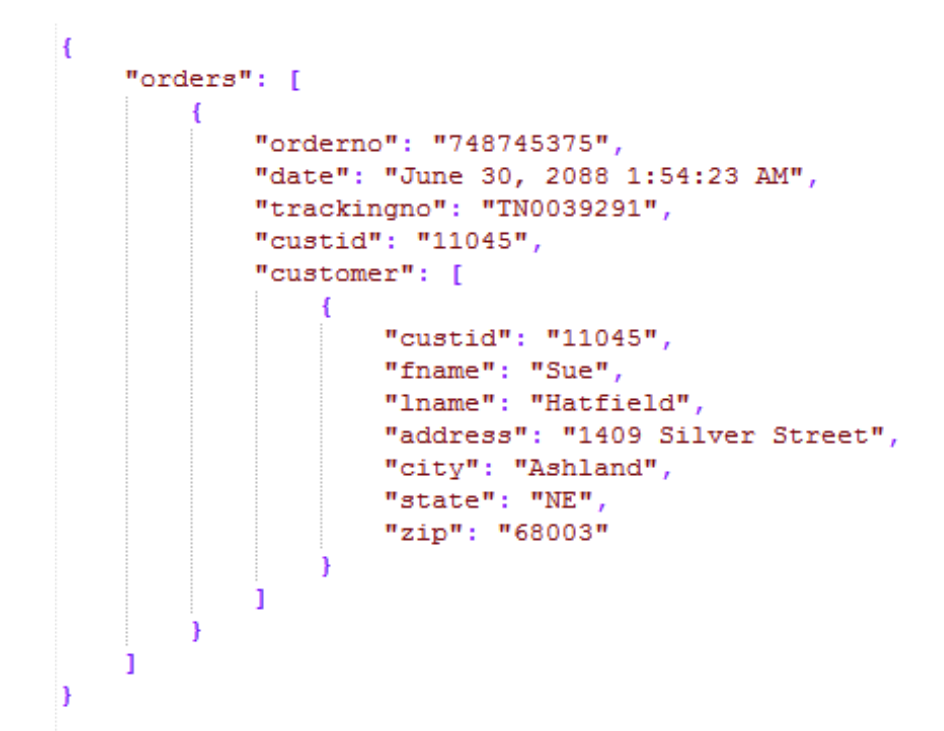 {
"orders": [
{
"orderno": "748745375",
"date": "June 30, 2088 1:54:23 AM",
"trackingno": "TN0039291",
"custid": "11045",
"customer": [
{
"custid": "11045",
"fname": "Sue",
"lname": "Hatfield",
"address": "1409 Silver Street",
"city": "Ashland",
"state": "NE",
"zip": "68003"
}
]
}
]
}